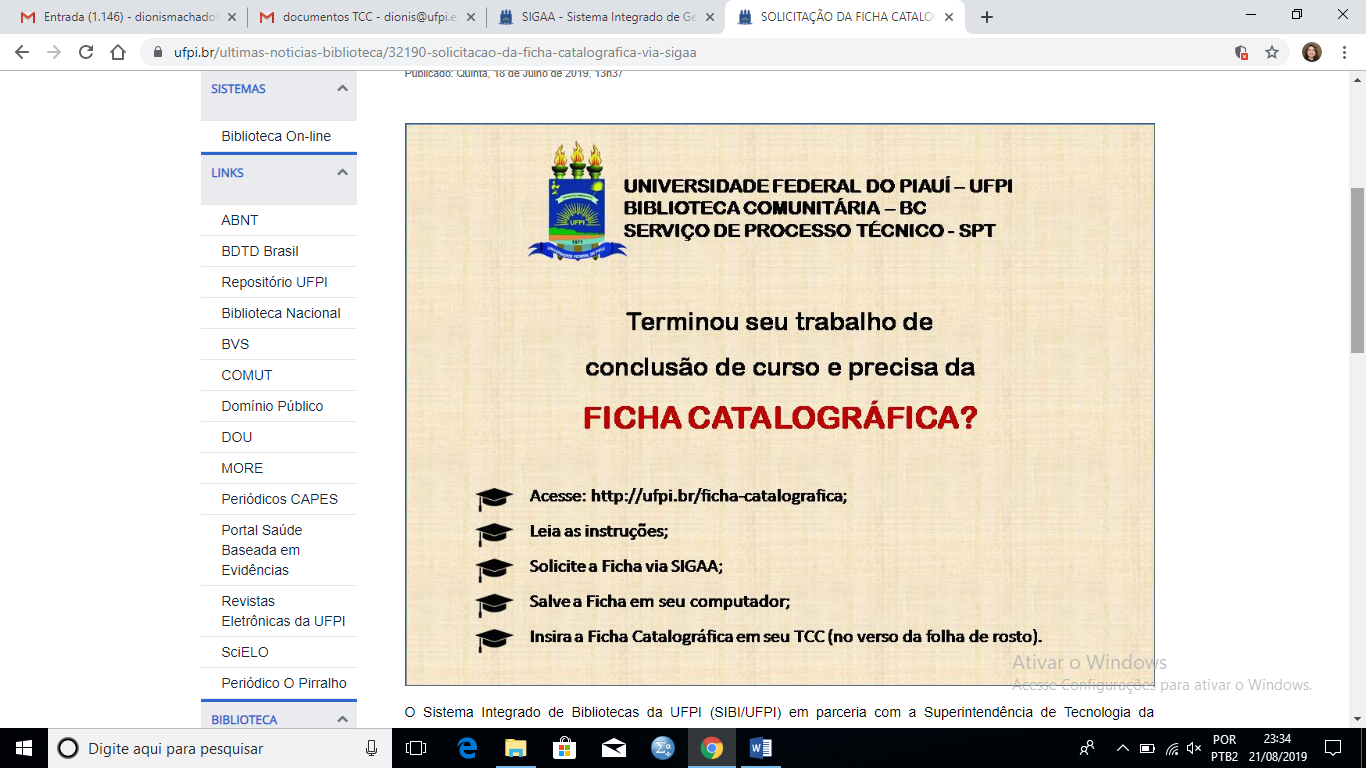 Entrada (1.146) - dionismachado
documentos TCC - dionis@ufpi.e
SIGAA - Sistema Integrado de Ge
SOLICITAÇÃO DA FICHA CATALO
ufpi.br/ultimas-noticias-biblioteca/32190-solicitacao-da-ficha-catalografica-via-sigaa
Publicado: Quinta, 18 de Julho de 2019, 13h37
SISTEMAS
Biblioteca On-line
LINKS
ABNT
BDTD Brasil
Repositório UFPI
Biblioteca Nacional
BVS
COMUT
Domínio Público
DOU
MORE
Periódicos CAPES
Portal Saúde
Baseada em
Evidências
Revistas
Eletrônicas da UFPI
SciELO
Periódico O Pirralho
BIBLIOTECA
UFPI
1971
UNIVERSIDADE FEDERAL DO PIAUÍ
UNIVERSIDADE FEDERAL DO PIAUÍ – UFPI
BIBLIOTECA COMUNITÁRIA – BC
SERVIÇO DE PROCESSO TÉCNICO - SPT
Terminou seu trabalho de
conclusão de curso e precisa da
FICHA CATALOGRÁFICA?
Acesse: http://ufpi.br/ficha-catalografica;
Leia as instruções;
Solicite a Ficha via SIGAA;
Salve a Ficha em seu computador;
Insira a Ficha Catalográfica em seu TCC (no verso da folha de rosto).
Ativar o Windows
Acesse Configurações para ativar o Windows.
O Sistema Integrado de Bibliotecas da UFPI (SIBI/UFPI) em parceria com a Superintendência de Tecnologia da
Digite aqui para pesquisar
POR
PTB2
23:34
21/08/2019